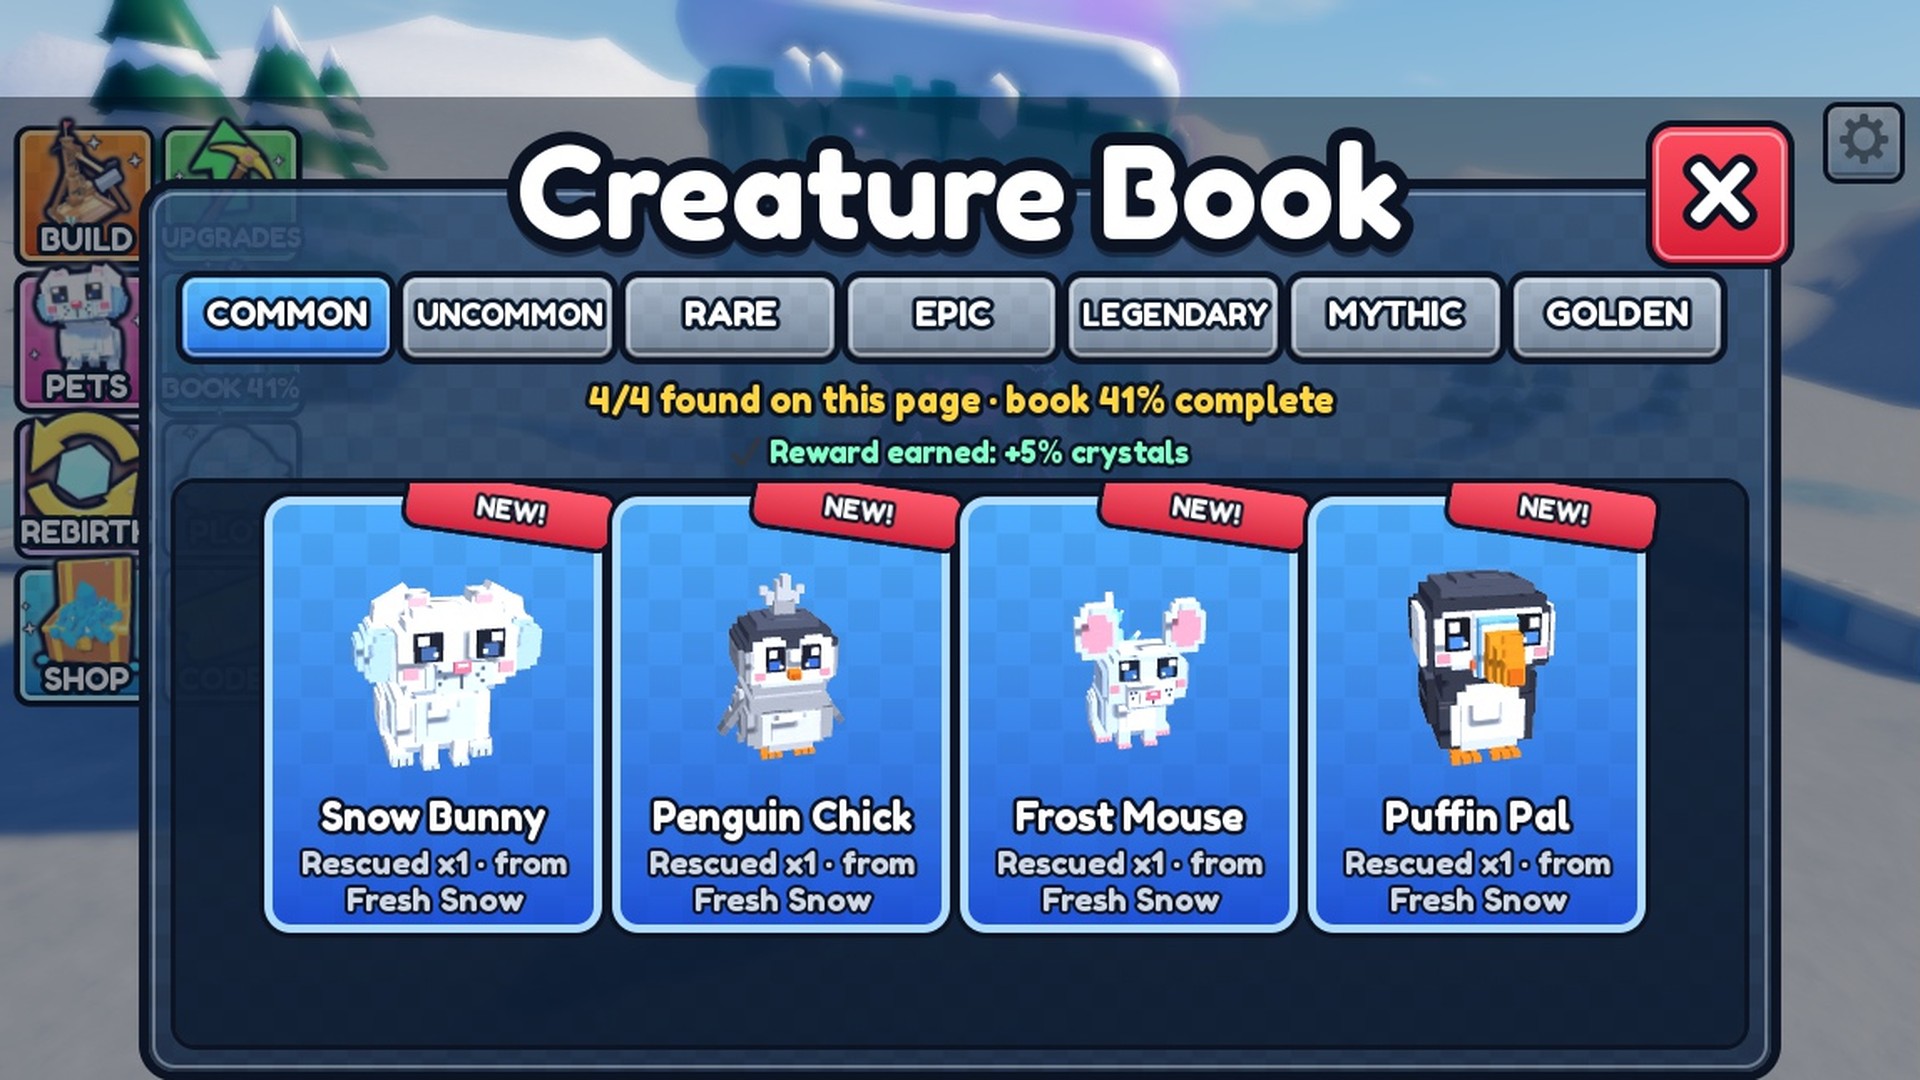 Creature Book
BUILD
UPGRADES
PETS
BOOK 41%
REBIRTH
SHOP
COMMON
UNCOMMON
RARE
EPIC
LEGENDARY
MYTHIC
GOLDEN
4/4 found on this page · book 41% complete
Reward earned: +5% crystals
NEW!
NEW!
NEW!
NEW!
Snow Bunny
Rescued x1 · from
Fresh Snow
Penguin Chick
Rescued x1 · from
Fresh Snow
Frost Mouse
Rescued x1 · from
Fresh Snow
Puffin Pal
Rescued x1 · from
Fresh Snow